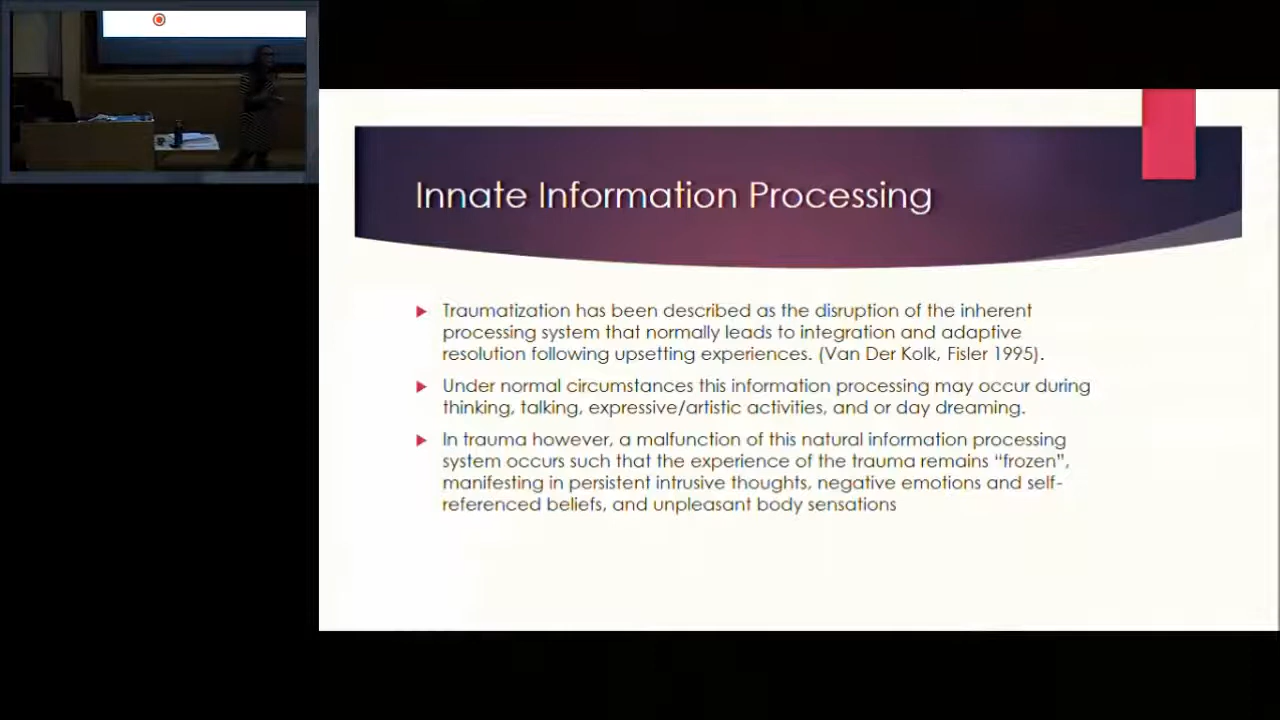 Innate Information Processing
Traumatization has been described as the disruption of the inherent
processing system that normally leads to integration and adaptive
resolution following upsetting experiences. (Van Der Kolk, Fisler 1995).
Under normal circumstances this information processing may occur during
thinking, talking, expressive/artistic activities, and or day dreaming.
In trauma however, a malfunction of this natural information processing
system occurs such that the experience of the trauma remains “frozen”,
manifesting in persistent intrusive thoughts, negative emotions and self-
referenced beliefs, and unpleasant body sensations